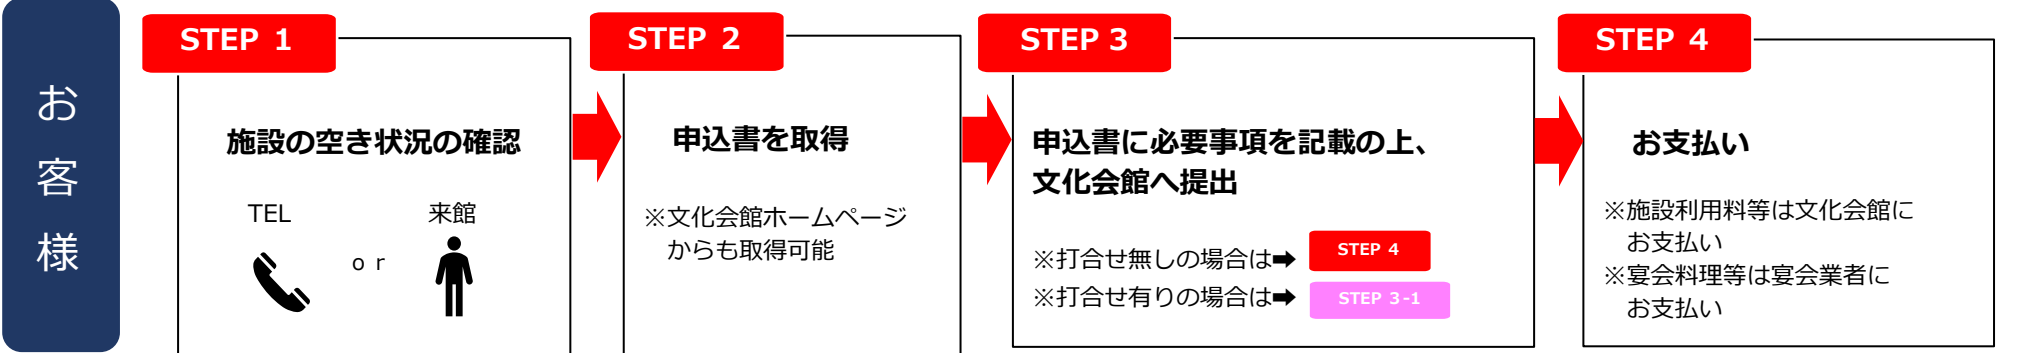 お客様
STEP 1
施設の空き状況の確認
TEL
or
来館
STEP 2
申込書を取得
※文化会館ホームページ
からも取得可能
STEP 3
申込書に必要事項を記載の上、
文化会館へ提出
※打合せ無しの場合は➡ STEP 4
※打合せ有りの場合は➡ STEP 3-1
STEP 4
お支払い
※施設利用料等は文化会館に
お支払い
※宴会料理等は宴会業者に
お支払い